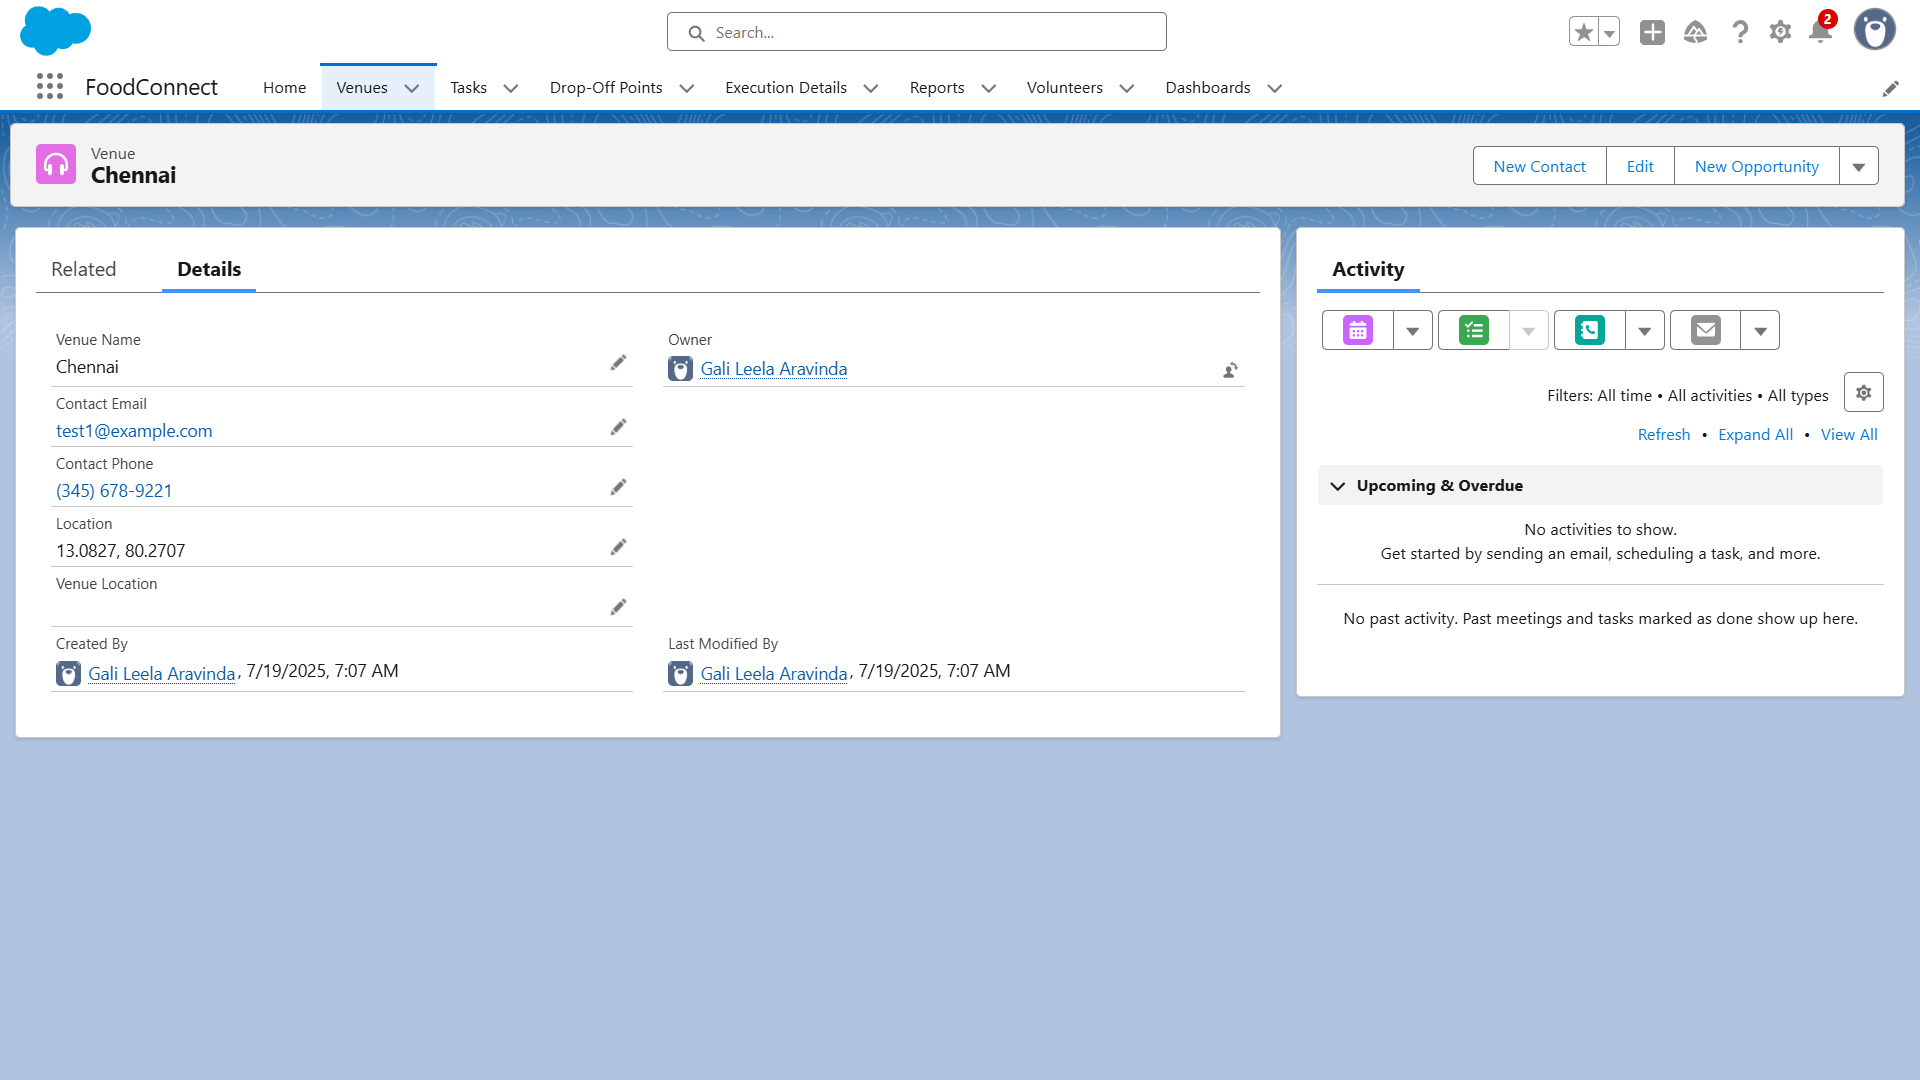 Search...
2
FoodConnect
Home
Venues
Tasks
Drop-Off Points
Execution Details
Reports
Volunteers
Dashboards
Venue
Chennai
New Contact
Edit
New Opportunity
Related
Details
Venue Name
Chennai
Owner
Gali Leela Aravinda
Contact Email
test1@example.com
Contact Phone
(345) 678-9221
Location
13.0827, 80.2707
Venue Location
Created By
Gali Leela Aravinda, 7/19/2025, 7:07 AM
Last Modified By
Gali Leela Aravinda, 7/19/2025, 7:07 AM
Activity
Filters: All time • All activities • All types
Refresh • Expand All • View All
Upcoming & Overdue
No activities to show.
Get started by sending an email, scheduling a task, and more.
No past activity. Past meetings and tasks marked as done show up here.